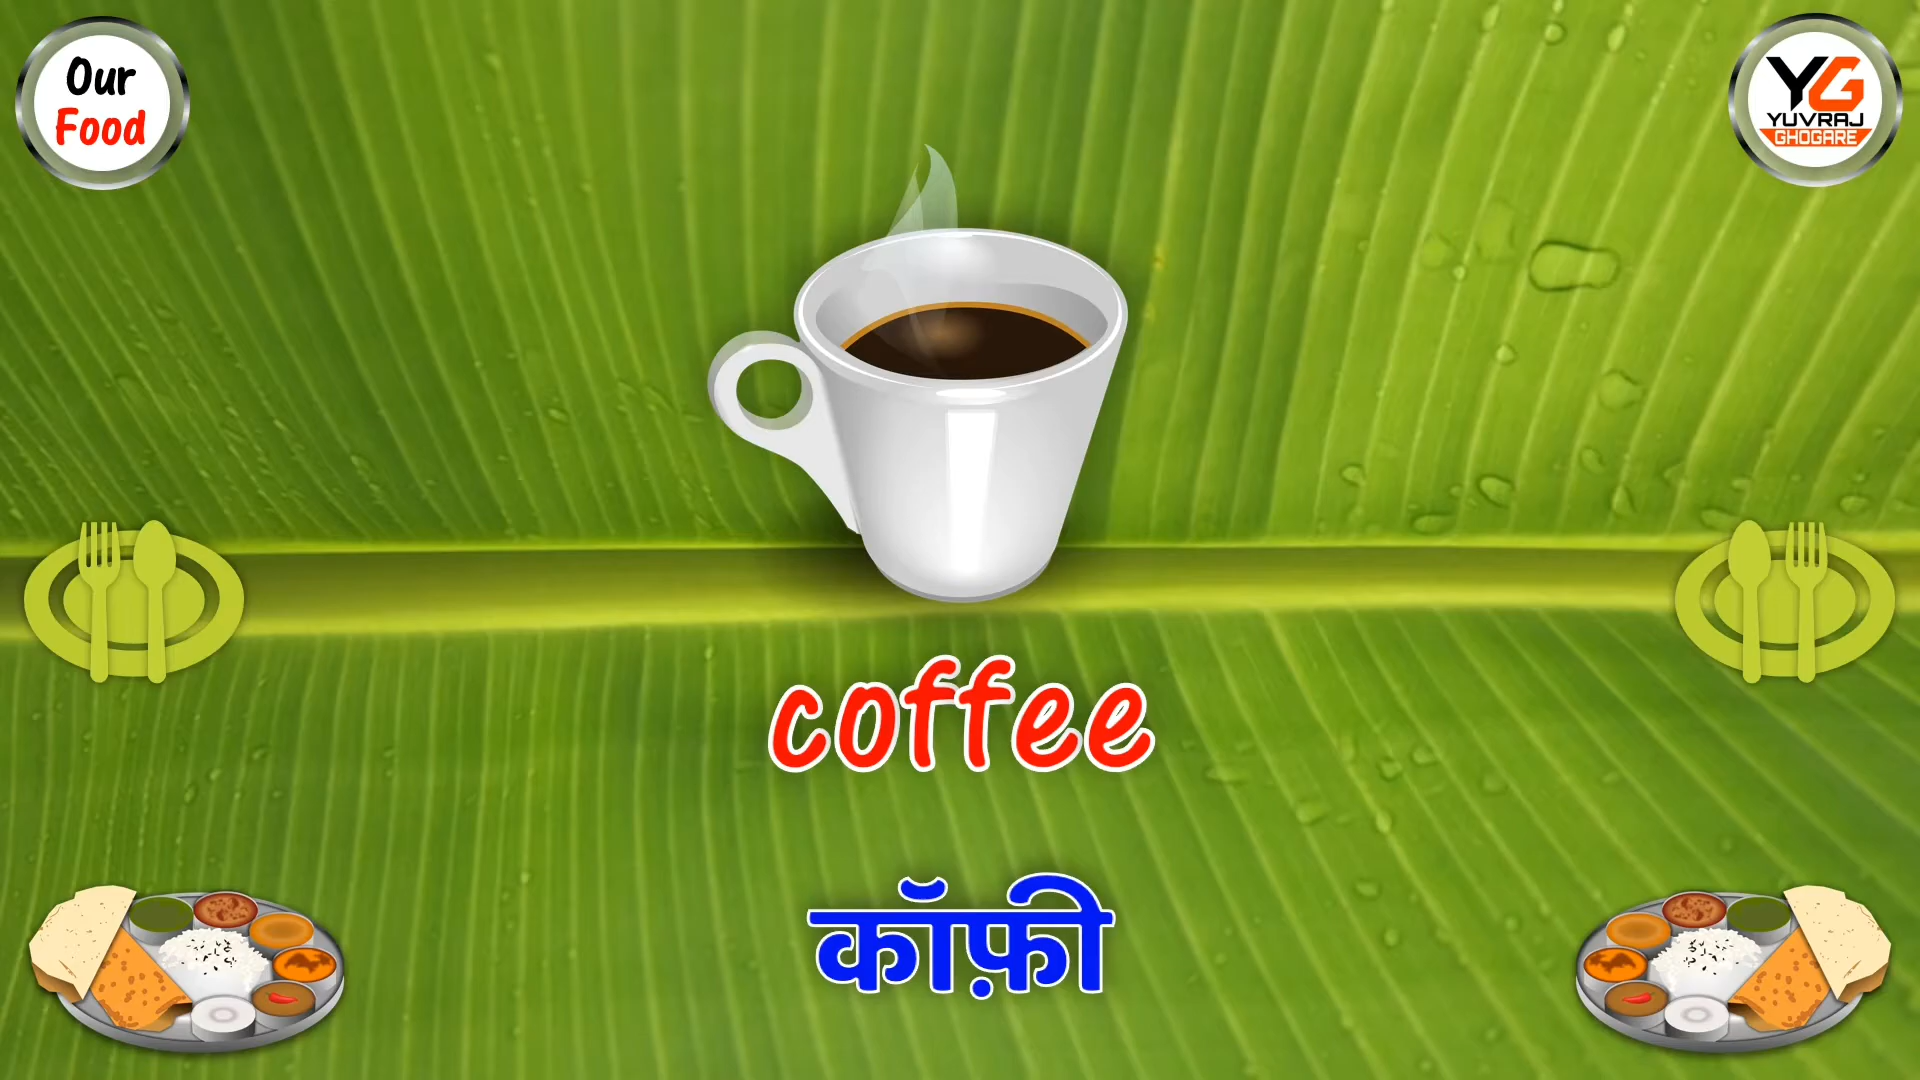 Our
Food
YG
YUVRAJ
GHOGARE
coffee
कॉफ़ी